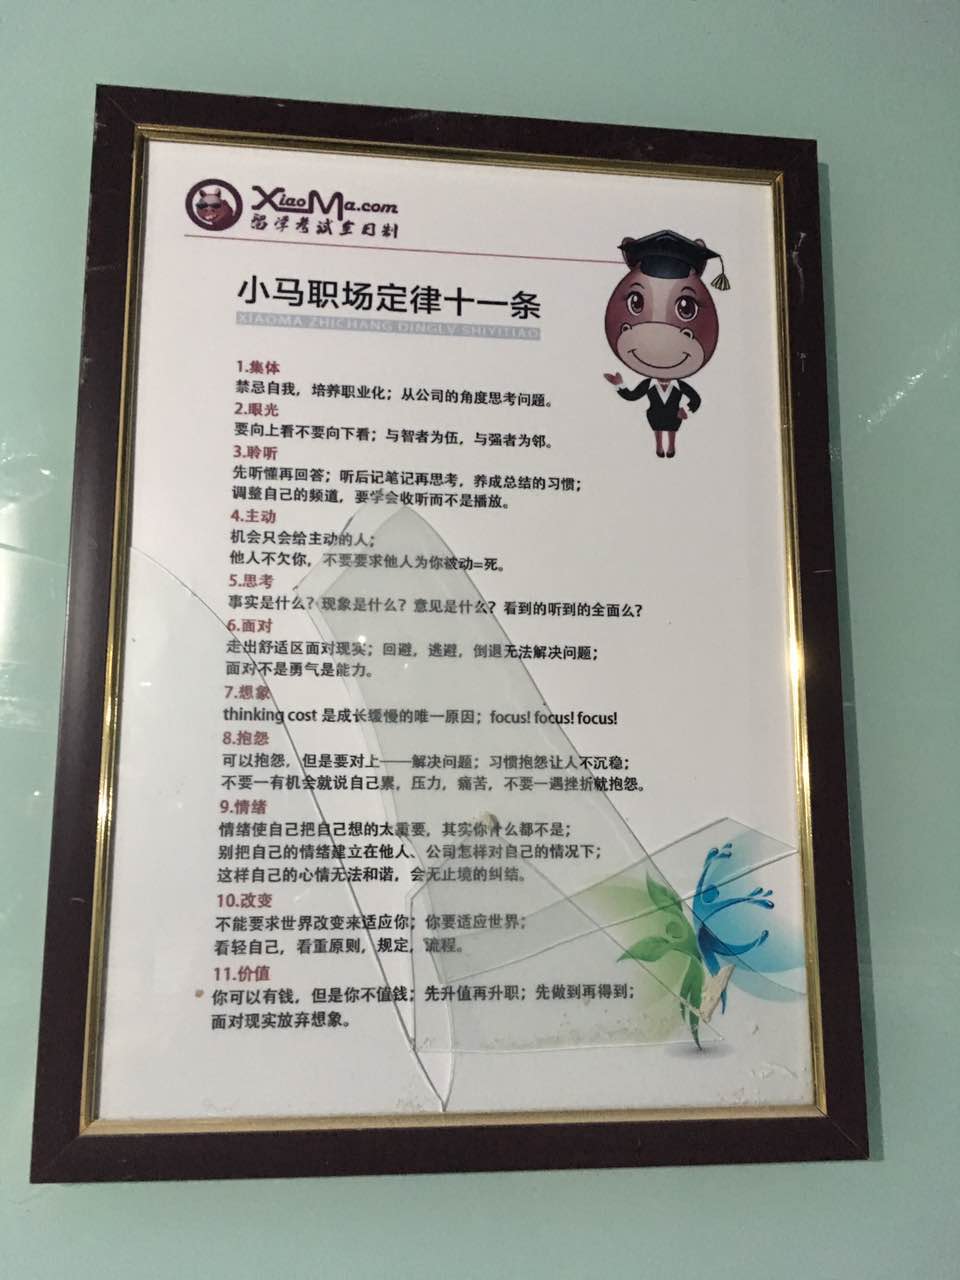 XiaoMa.com
留学考试全日制
小马职场定律十一条
XIAOMA ZHICHANG DINGLV SHIYITIAO
1.集体
禁忌自我，培养职业化；从公司的角度思考问题。
2.眼光
要向上看不要向下看；与智者为伍，与强者为邻。
3.聆听
先听懂再回答；听后记笔记再思考，养成总结的习惯；
调整自己的频道，要学会收听而不是播放。
4.主动
机会只会给主动的人；
他人不欠你，不要要求他人为你被动=死。
5.思考
事实是什么？现象是什么？意见是什么？看到的听到的全面么？
6.面对
走出舒适区面对现实；回避，逃避，倒退无法解决问题；
面对不是勇气是能力。
7.想象
thinking cost 是成长缓慢的唯一原因；focus! focus! focus!
8.抱怨
可以抱怨，但是要对上——解决问题；习惯抱怨让人不沉稳；
不要一有机会就说自己累，压力，痛苦，不要一遇挫折就抱怨。
9.情绪
情绪使自己把自己想的太重要，其实你什么都不是；
别把自己的情绪建立在他人、公司怎样对自己的情况下；
这样自己的心情无法和谐，会无止境的纠结。
10.改变
不能要求世界改变来适应你；你要适应世界；
看轻自己，看重原则，规定，流程。
11.价值
你可以有钱，但是你不值钱；先升值再升职；先做到再得到；
面对现实放弃想象。